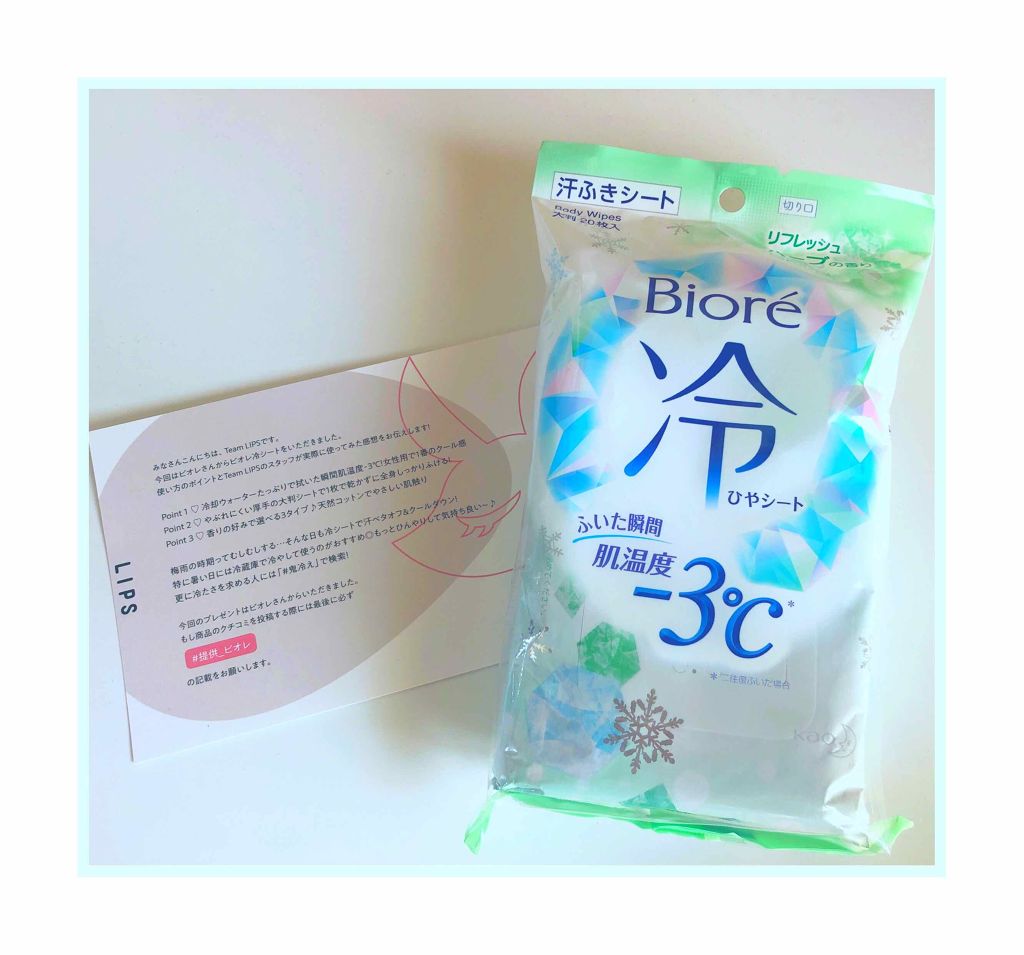 みなさんこんにちは、Team LIPSです。
今回はビオレさんからビオレ冷シートをいただきました。
使い方のポイントとTeam LIPSのスタッフが実際に使ってみた感想をお伝えします!
Point 1 ♡ 冷却ウォーターたっぷりで拭いた瞬間肌温度-3℃!女性用で1番のクール感
Point 2 ♡ やぶれにくい厚手の大判シートで1枚で乾かずに全身しっかりふける!
Point 3 ♡ 香りの好みで選べる3タイプ♪天然コットンでやさしい肌触り
梅雨の時期ってむしむしする…そんな日も冷シートで汗ベタオフ&クールダウン!
特に暑い日には冷蔵庫で冷やして使うのがおすすめ◎もっとひんやりして気持ち良い~♪
更に冷たさを求める人には「#鬼冷え」で検索!
今回のプレゼントはビオレさんからいただきました。
もし商品のクチコミを投稿する際には最後に必ず
#提供_ビオレ
の記載をお願いします。
LIPS
汗ふきシート
Body Wipes
大判 20枚入
切り口
リフレッシュ
ハーブの香り
Bioré
冷
ひやシート
ふいた瞬間
肌温度
-3℃*
*二往復ふいた場合
kao